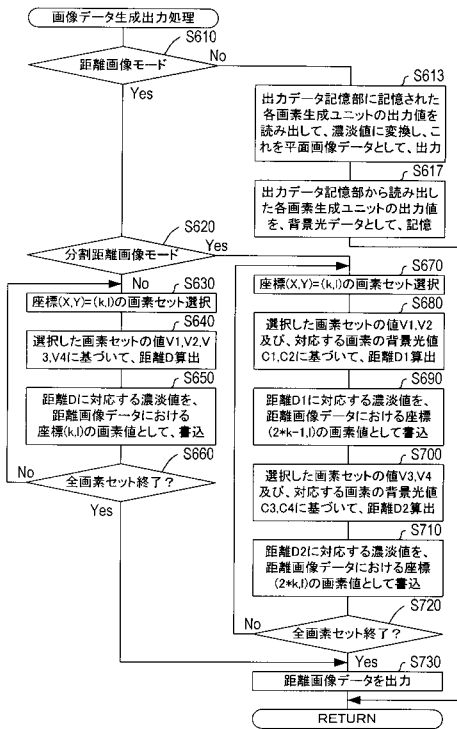 画像データ生成出力処理
S610
距離画像モード
No
Yes
S613
出力データ記憶部に記憶された
各画素生成ユニットの出力値を
読み出して、濃淡値に変換し、こ
れを平面画像データとして、出力
S617
出力データ記憶部から読み出し
た各画素生成ユニットの出力値
を、背景光データとして、記憶
S620
分割距離画像モード
Yes
No
S630
座標(X,Y)=(k,l)の画素セット選択
S640
選択した画素セットの値V1,V2,V
3,V4に基づいて、距離D算出
S650
距離Dに対応する濃淡値を、
距離画像データにおける
座標(k,l)の画素値として、書込
S660
No
全画素セット終了？
Yes
S670
座標(X,Y)=(k,l)の画素セット選択
S680
選択した画素セットの値V1,V2
及び、対応する画素の背景光値
C1,C2に基づいて、距離D1算出
S690
距離D1に対応する濃淡値を、
距離画像データにおける座標
(2*k-1,l)の画素値として書込
S700
選択した画素セットの値V3,V4
及び、対応する画素の背景光値
C3,C4に基づいて、距離D2算出
S710
距離D2に対応する濃淡値を、
距離画像データにおける座標
(2*k,l)の画素値として書込
S720
No
全画素セット終了？
Yes
S730
距離画像データを出力
RETURN